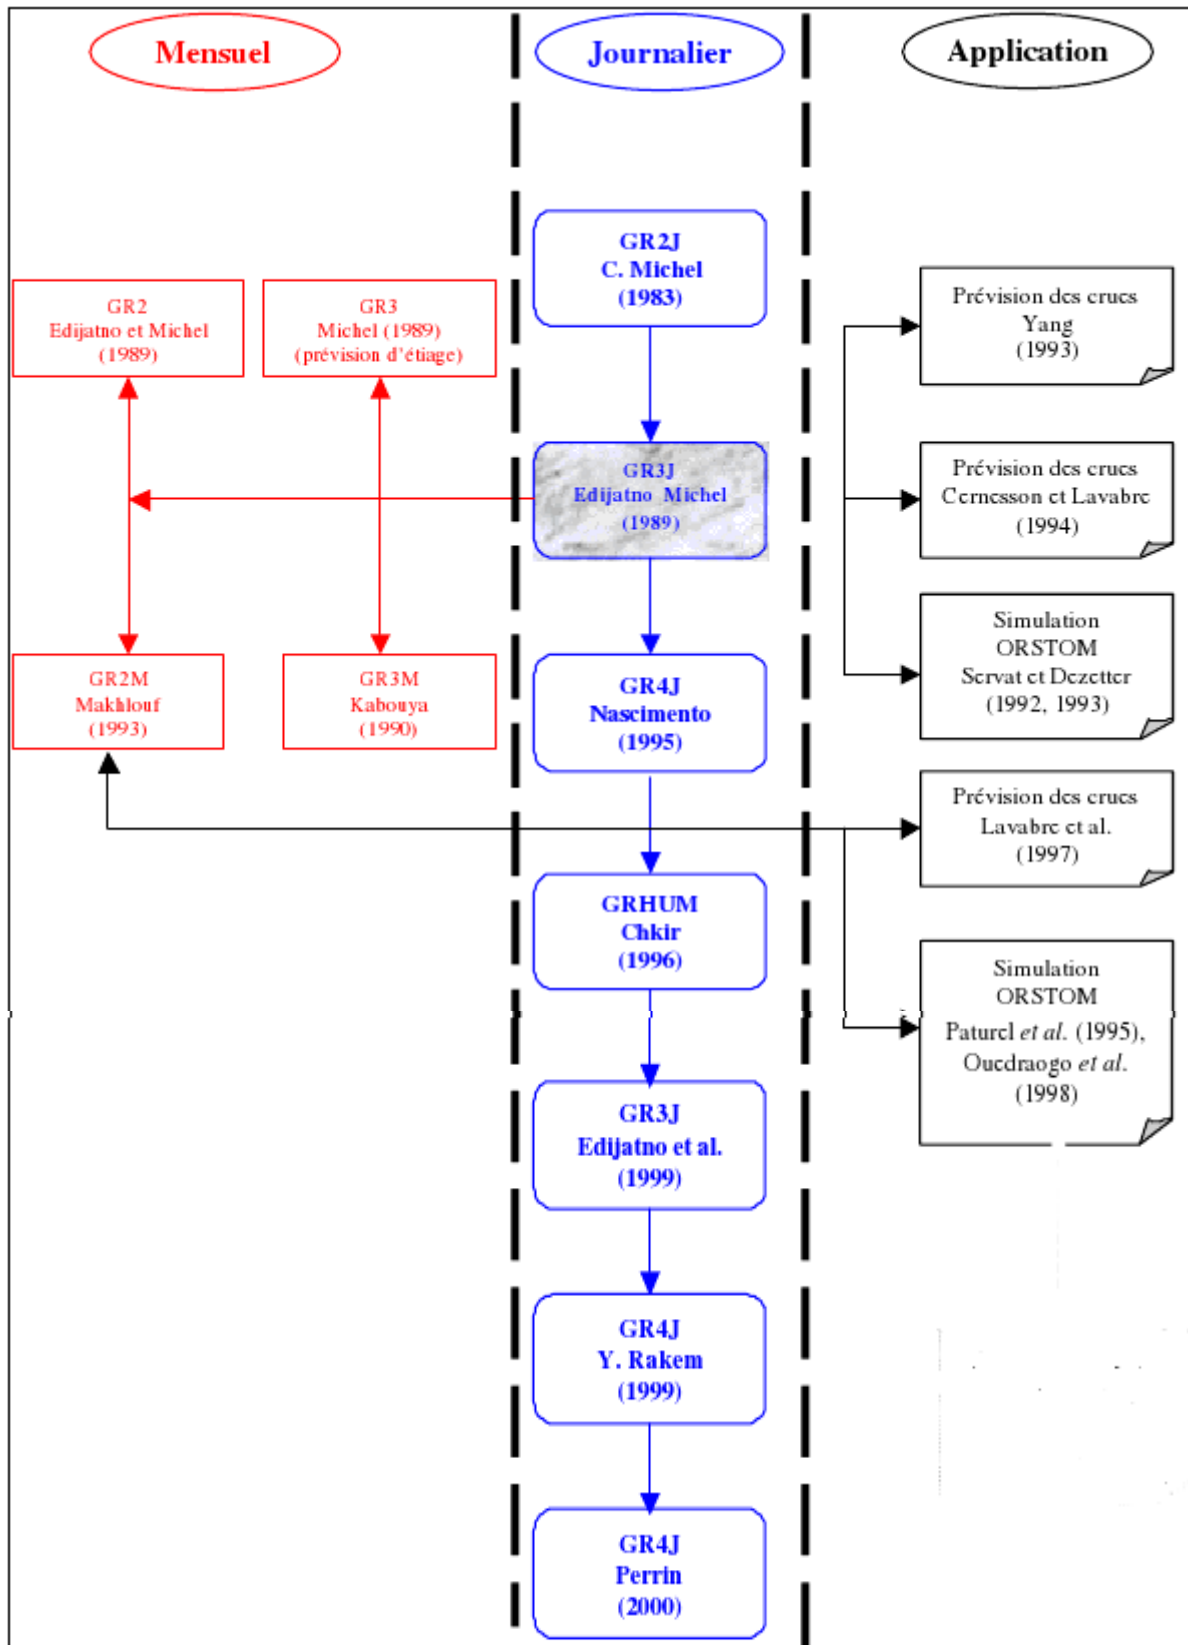 Mensuel
Journalier
Application
GR2J
C. Michel
(1983)
GR2
Edijatno et Michel
(1989)
GR3
Michel (1989)
(prévision d'étiage)
Prévision des crues
Yang
(1993)
GR3J
Edijatno Michel
(1989)
Prévision des crues
Cernesson et Lavabre
(1994)
Simulation
ORSTOM
Servat et Dezetter
(1992, 1993)
GR2M
Makhlouf
(1993)
GR3M
Kabouya
(1990)
GR4J
Nascimento
(1995)
Prévision des crues
Lavabre et al.
(1997)
GRHUM
Chkir
(1996)
Simulation
ORSTOM
Paturel et al. (1995),
Ouedraogo et al.
(1998)
GR3J
Edijatno et al.
(1999)
GR4J
Y. Rakem
(1999)
GR4J
Perrin
(2000)